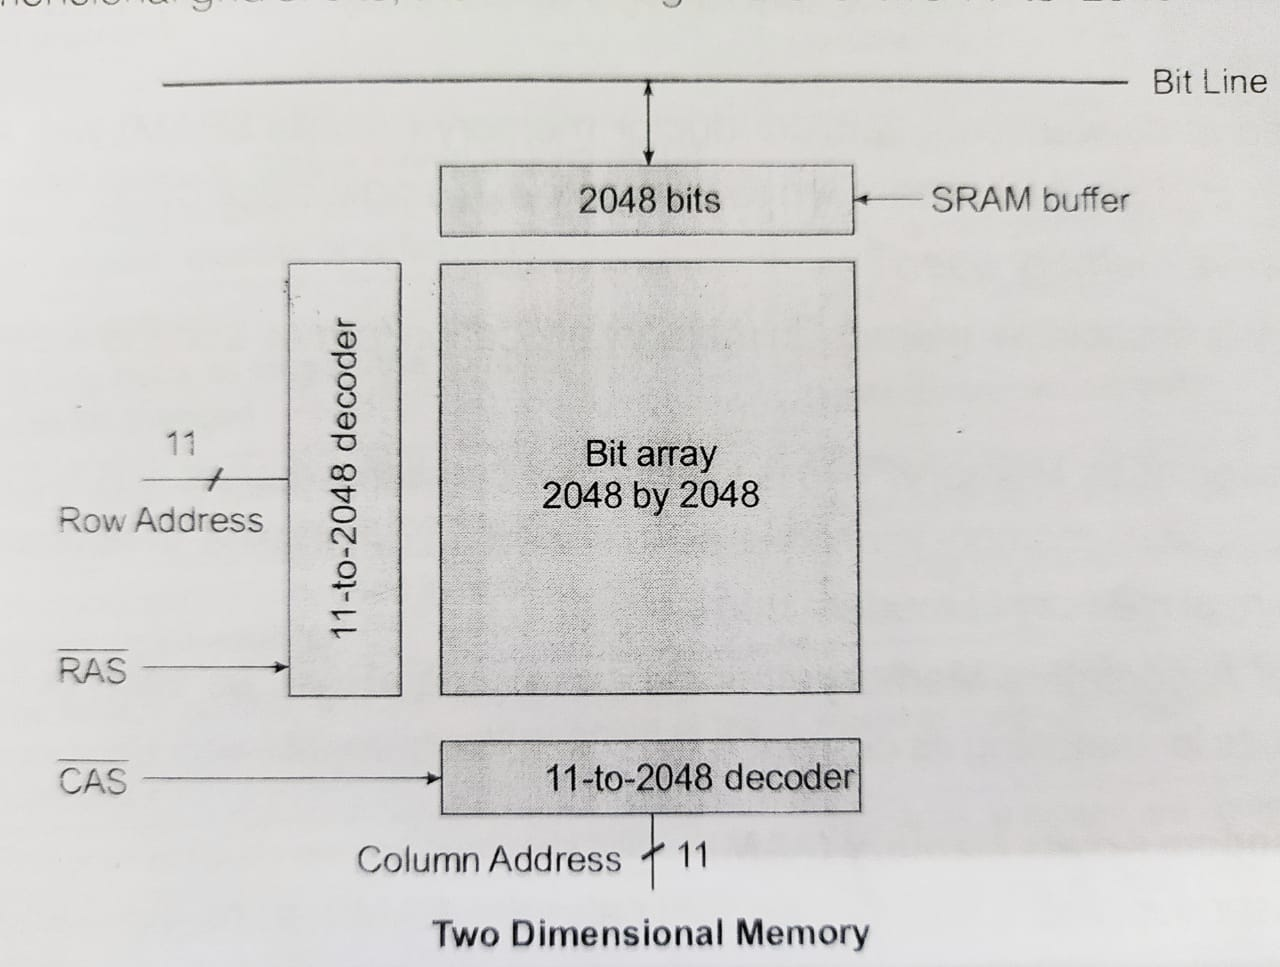 Bit Line
2048 bits
SRAM buffer
11-to-2048 decoder
Bit array
2048 by 2048
11
Row Address
RAS
CAS
11-to-2048 decoder
Column Address 11
Two Dimensional Memory